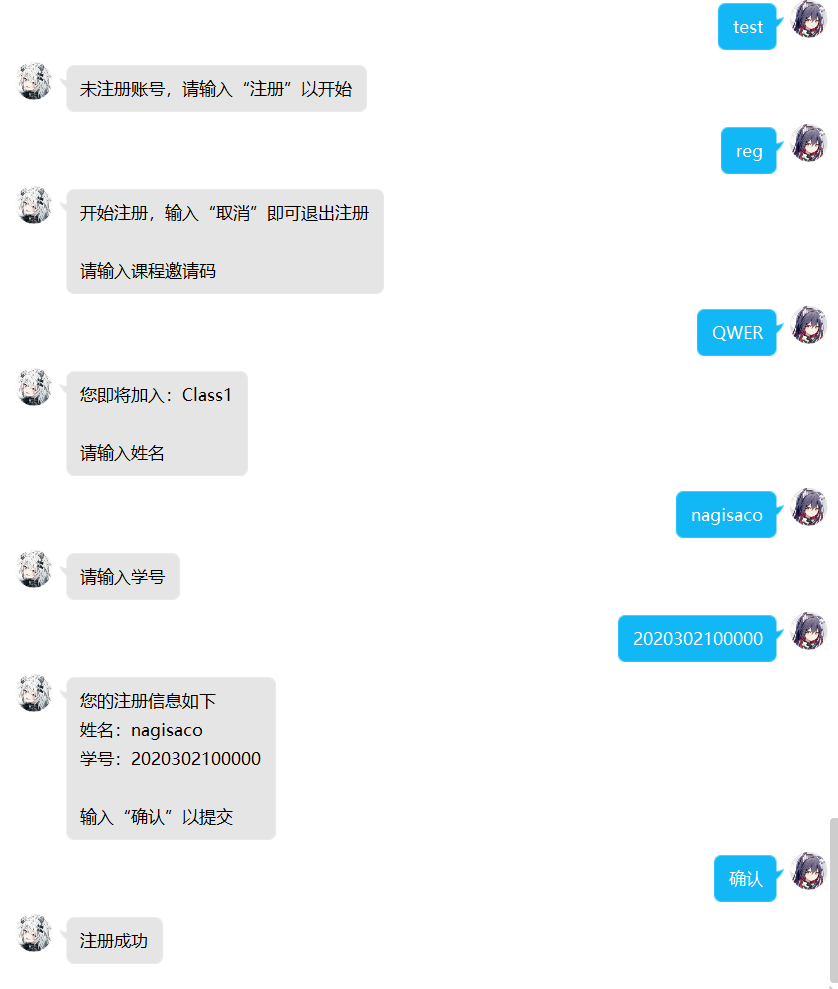 test
未注册账号，请输入“注册”以开始
reg
开始注册，输入“取消”即可退出注册
请输入课程邀请码
QWER
您即将加入：Class1
请输入姓名
nagisaco
请输入学号
2020302100000
您的注册信息如下
姓名：nagisaco
学号：2020302100000
输入“确认”以提交
确认
注册成功